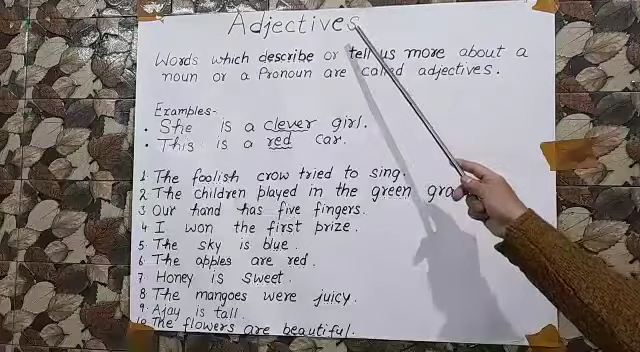 Adjectives
Words which describe or tell us more about a
noun or a Pronoun are called adjectives.
Examples-
• She is a clever girl.
• This is a red car.
1. The foolish crow tried to sing.
2 The children played in the green gra
3 Our hand has five fingers.
4 I won the first prize.
5. The sky is blue.
6. The apples are red.
7. Honey is sweet.
8 The mangoes were juicy.
9. Ajay is tall.
10 The flowers are beautiful.